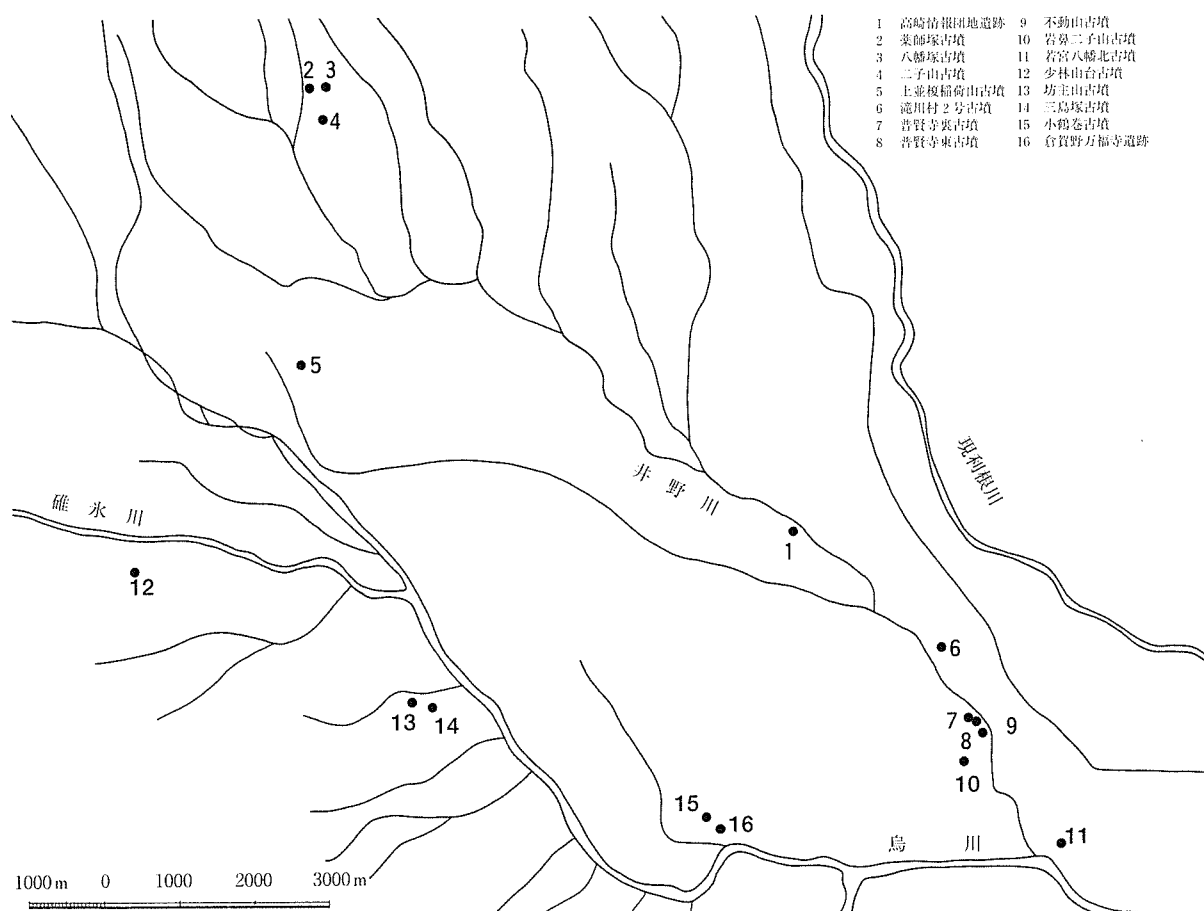 1 高崎情報団地遺跡 9 不動山古墳
2 薬師塚古墳 10 岩鼻二子山古墳
3 八幡塚古墳 11 若宮八幡北古墳
4 二子山古墳 12 少林山台古墳
5 上並榎稲荷山古墳 13 坊主山古墳
6 滝川村2号古墳 14 三島塚古墳
7 普賢寺裏古墳 15 小鶴巻古墳
8 普賢寺東古墳 16 倉賀野万福寺遺跡
2 3
4
5
現利根川
井野川
碓氷川
1
12
6
13 14
7 9
8
10
15
16
烏川
11
1000m 0 1000 2000 3000m